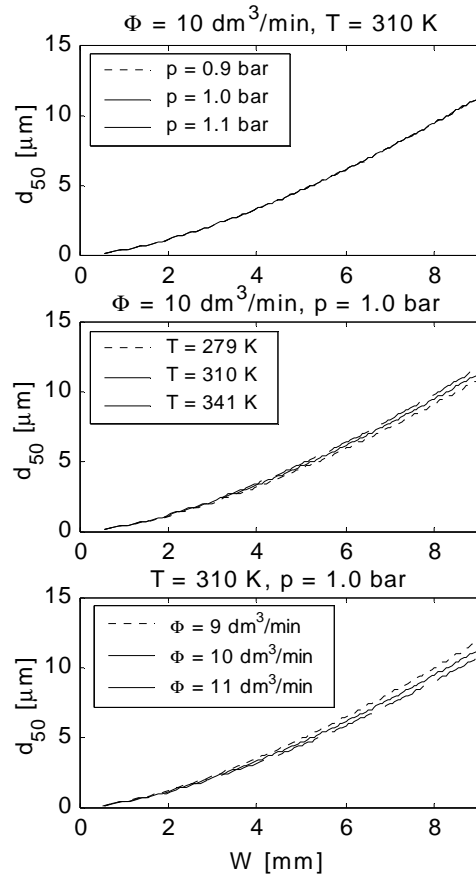 Φ = 10 dm³/min, T = 310 K
15
10
5
0
d₅₀ [μm]
p = 0.9 bar
p = 1.0 bar
p = 1.1 bar
0 2 4 6 8
Φ = 10 dm³/min, p = 1.0 bar
15
10
5
0
d₅₀ [μm]
T = 279 K
T = 310 K
T = 341 K
0 2 4 6 8
T = 310 K, p = 1.0 bar
15
10
5
0
d₅₀ [μm]
Φ = 9 dm³/min
Φ = 10 dm³/min
Φ = 11 dm³/min
0 2 4 6 8
W [mm]